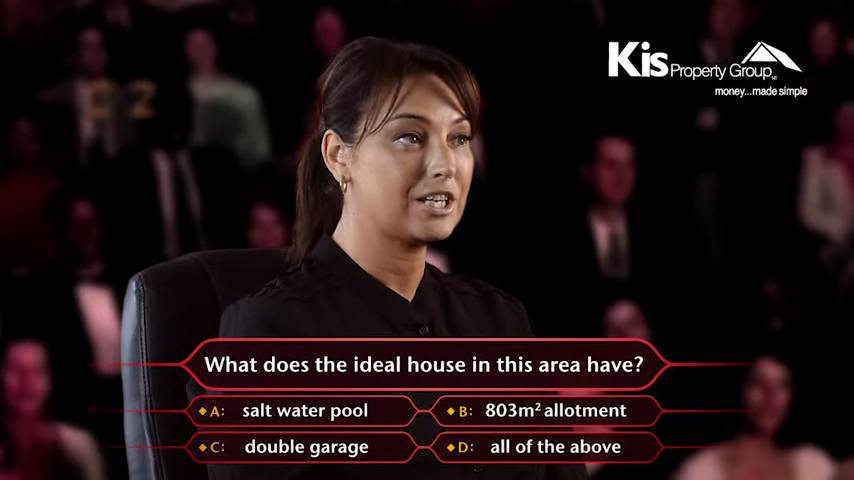 Kis Property Group NT
money...made simple
What does the ideal house in this area have?
A: salt water pool
B: 803m² allotment
C: double garage
D: all of the above